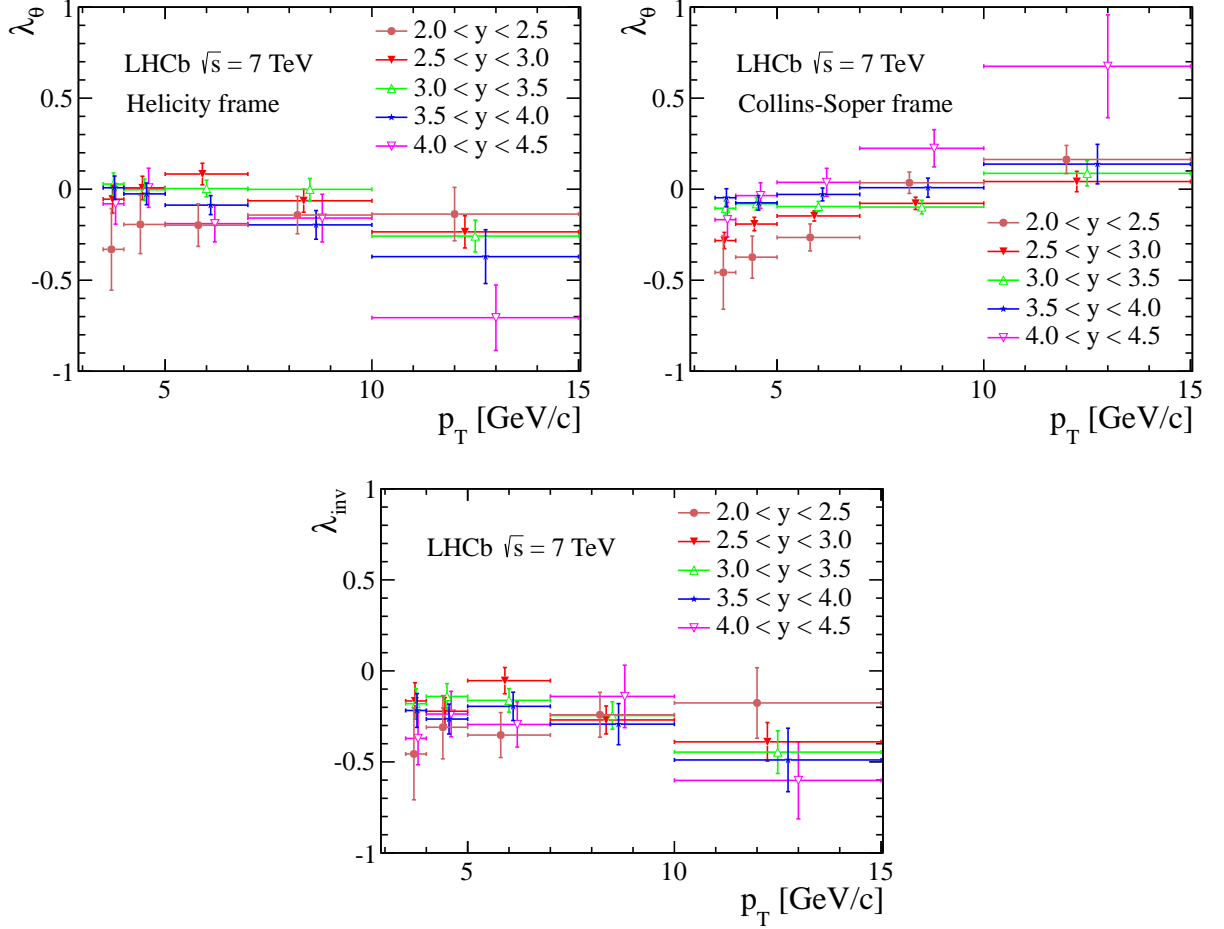 λθ
1
0.5
0
-0.5
-1
LHCb √s = 7 TeV
Helicity frame
2.0 < y < 2.5
2.5 < y < 3.0
3.0 < y < 3.5
3.5 < y < 4.0
4.0 < y < 4.5
5 10 15
p_T [GeV/c]
λθ
1
0.5
0
-0.5
-1
LHCb √s = 7 TeV
Collins-Soper frame
2.0 < y < 2.5
2.5 < y < 3.0
3.0 < y < 3.5
3.5 < y < 4.0
4.0 < y < 4.5
5 10 15
p_T [GeV/c]
λinv
1
0.5
0
-0.5
-1
LHCb √s = 7 TeV
2.0 < y < 2.5
2.5 < y < 3.0
3.0 < y < 3.5
3.5 < y < 4.0
4.0 < y < 4.5
5 10 15
p_T [GeV/c]